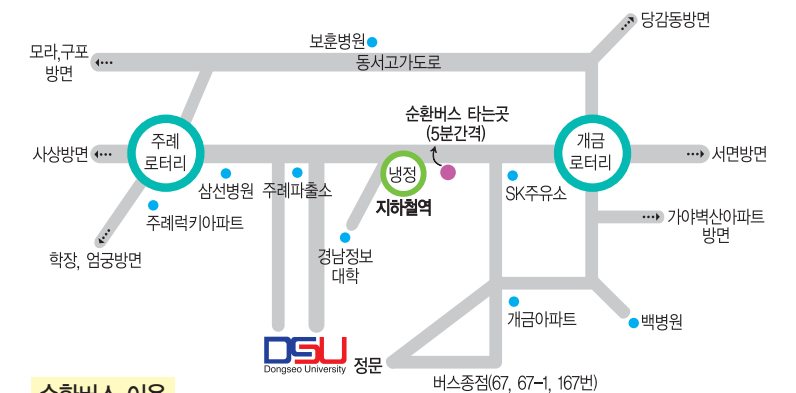 당감동방면
보훈병원
모라,구포
방면
동서고가도로
순환버스 타는곳
(5분간격)
주례
로터리
개금
로터리
사상방면
서면방면
냉정
지하철역
삼선병원
주례파출소
SK주유소
주례럭키아파트
가야벽산아파트
방면
학장, 엄궁방면
경남정보
대학
개금아파트
백병원
DSU
Dongseo University
정문
버스종점(67, 67-1, 167번)
순환버스 이용